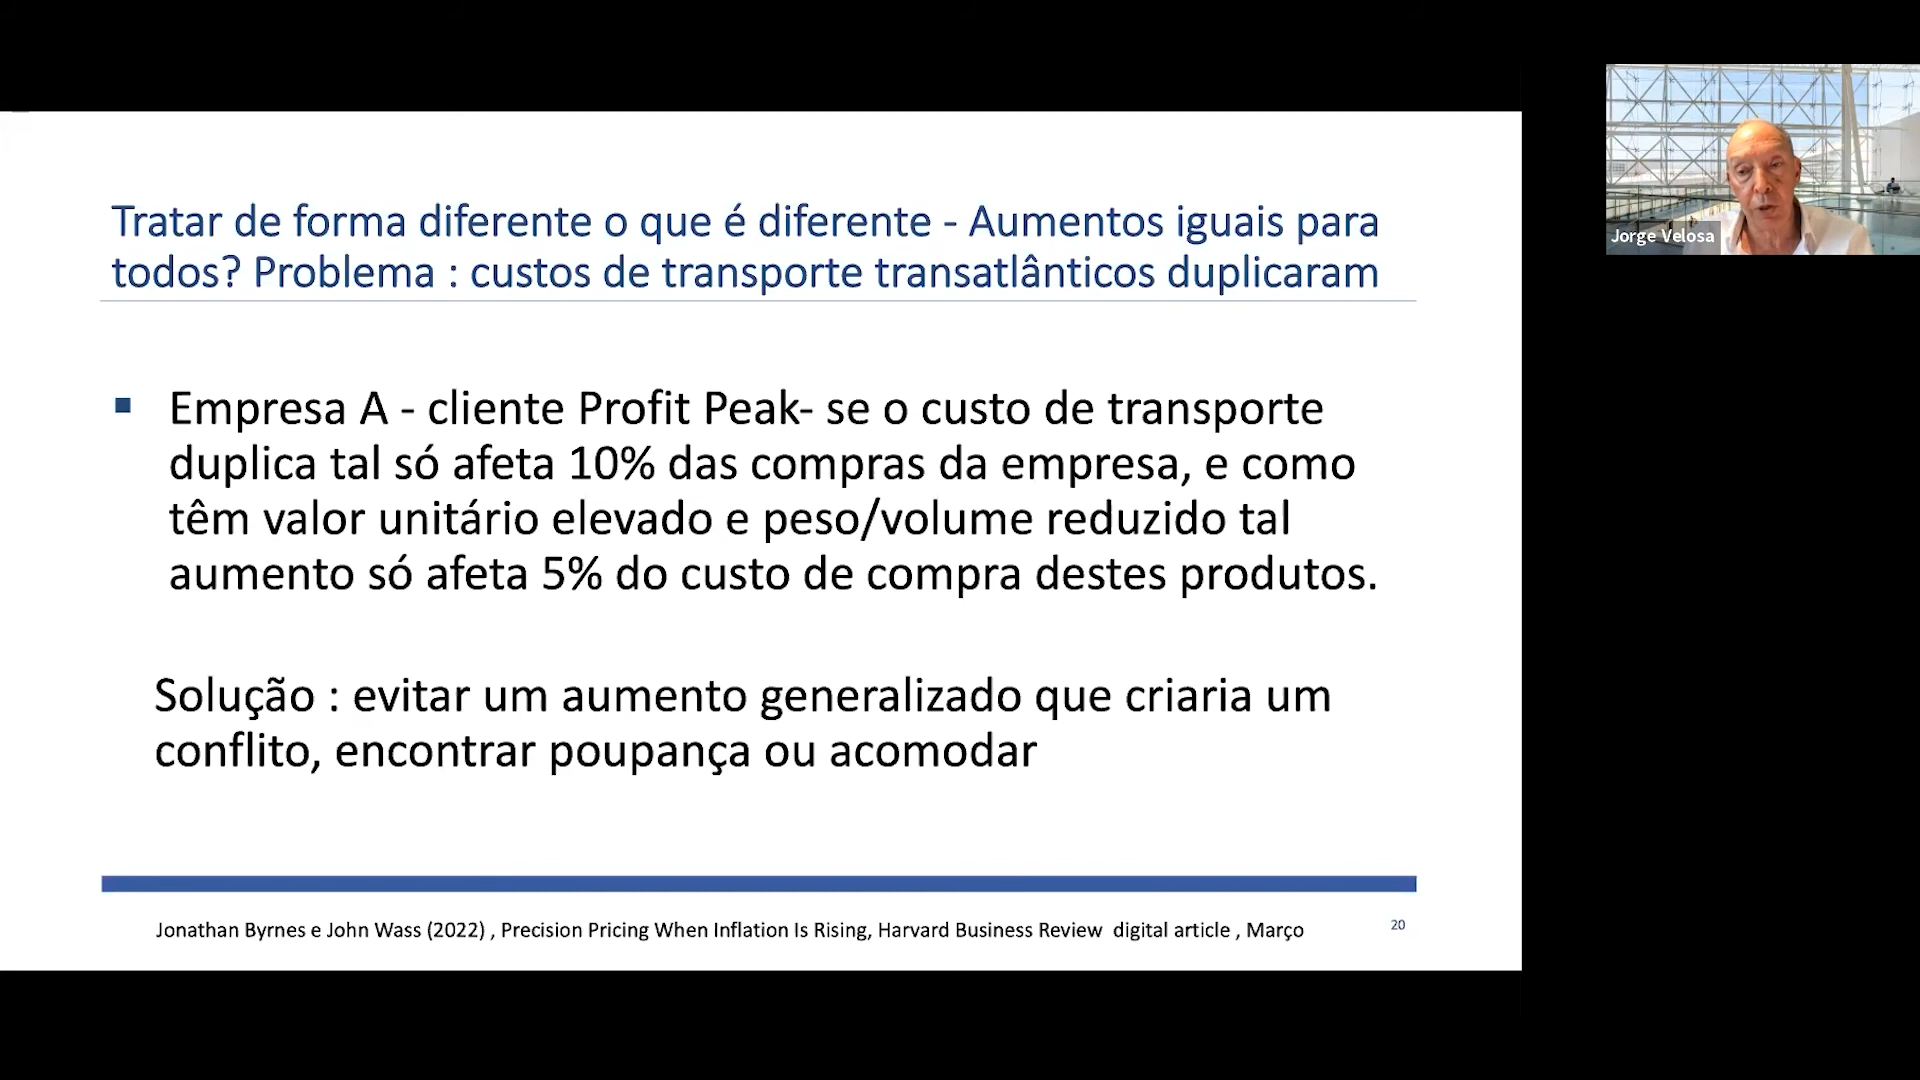 Tratar de forma diferente o que é diferente - Aumentos iguais para
todos? Problema : custos de transporte transatlânticos duplicaram
▪ Empresa A - cliente Profit Peak- se o custo de transporte
duplica tal só afeta 10% das compras da empresa, e como
têm valor unitário elevado e peso/volume reduzido tal
aumento só afeta 5% do custo de compra destes produtos.
Solução : evitar um aumento generalizado que criaria um
conflito, encontrar poupança ou acomodar
Jonathan Byrnes e John Wass (2022) , Precision Pricing When Inflation Is Rising, Harvard Business Review digital article , Março
20
Jorge Velosa